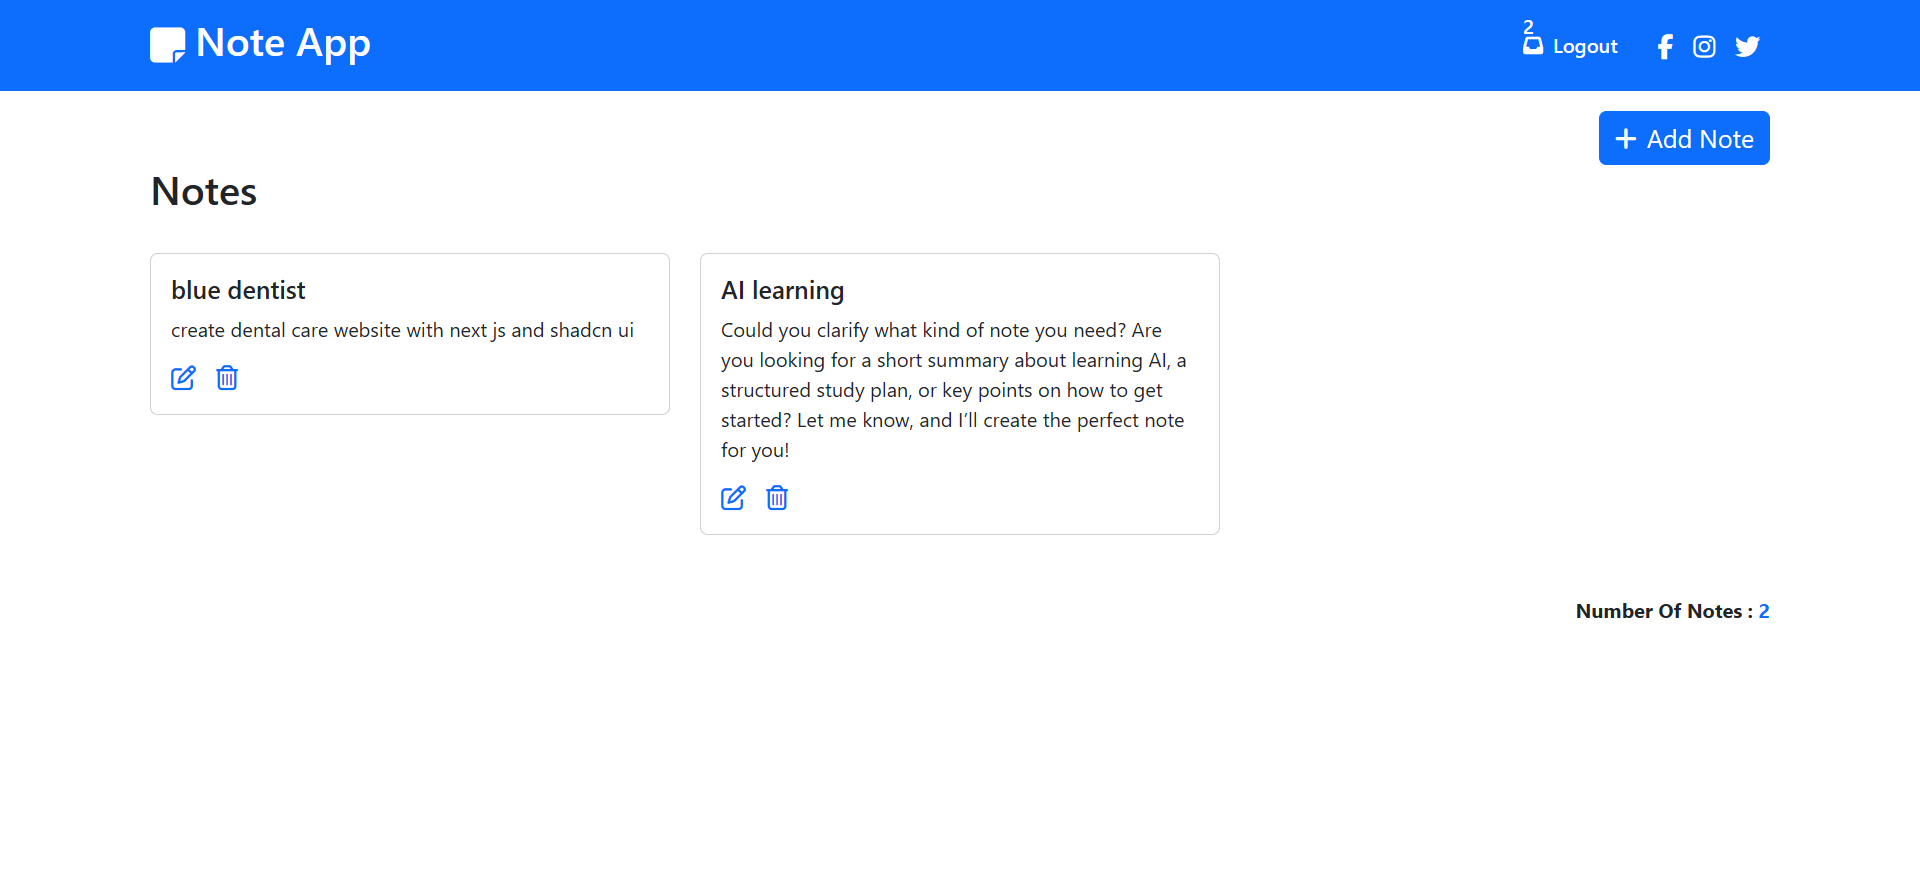 Note App
2
Logout
Add Note
Notes
blue dentist
create dental care website with next js and shadcn ui
AI learning
Could you clarify what kind of note you need? Are
you looking for a short summary about learning AI, a
structured study plan, or key points on how to get
started? Let me know, and I’ll create the perfect note
for you!
Number Of Notes : 2